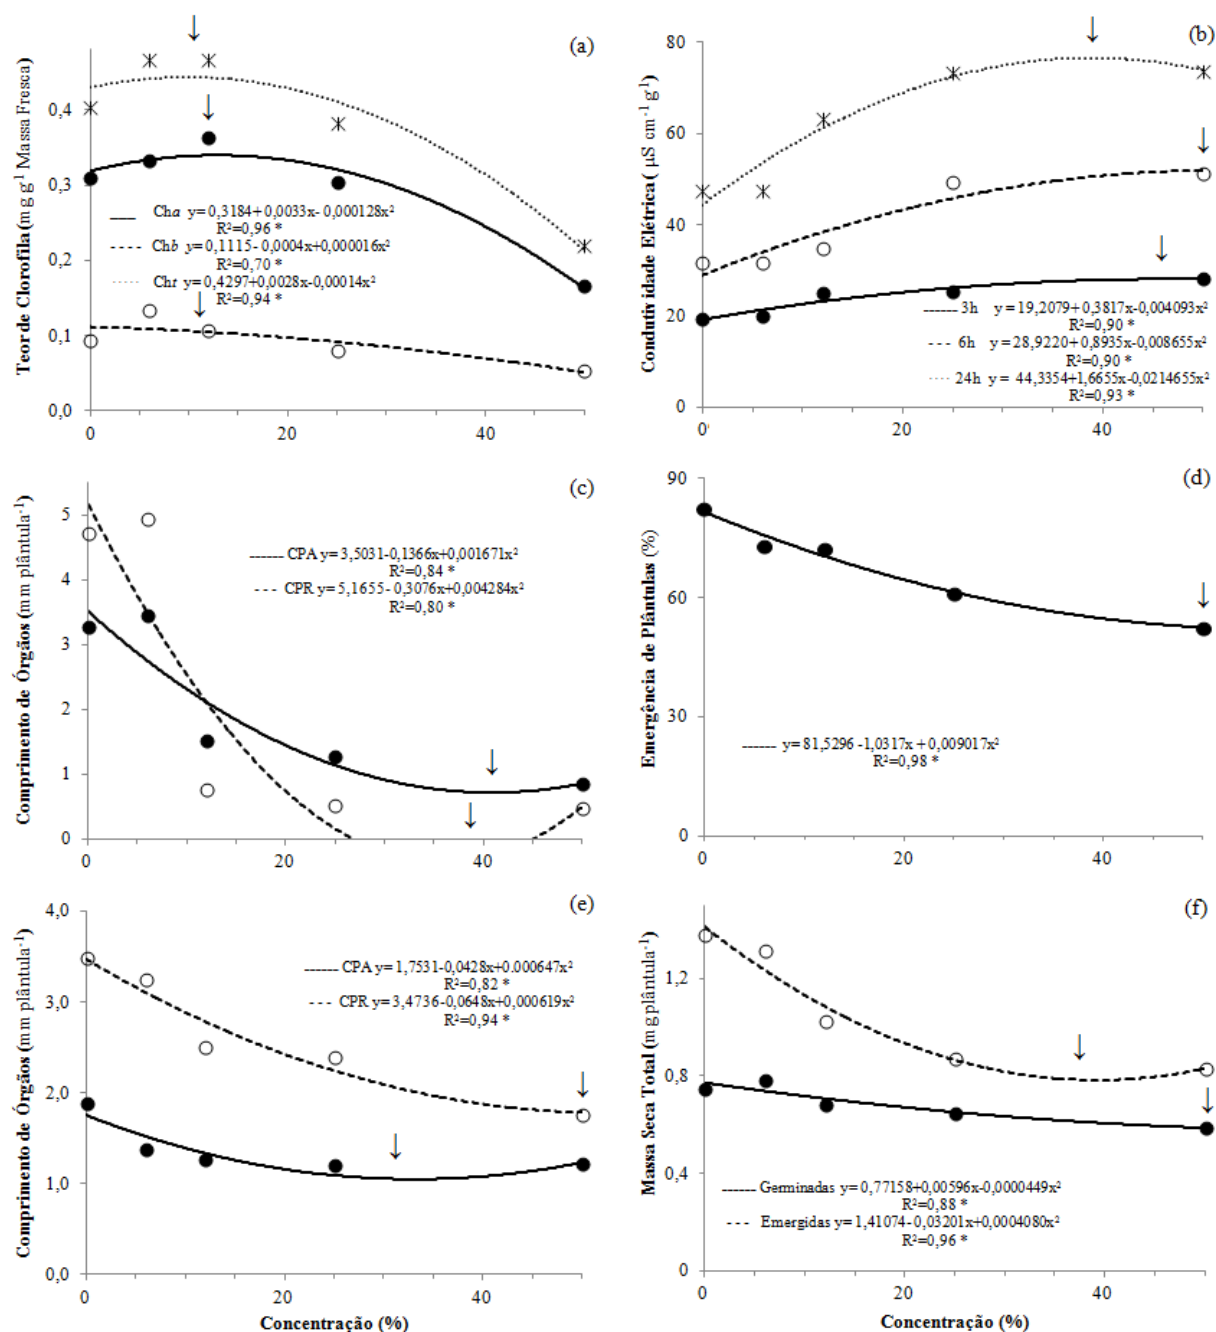 (a)
Teor de Clorofila (mg g-1 Massa Fresca)
0,4
0,3
0,2
0,1
0,0
Cha y=0,3184+0,0033x-0,000128x²
R²=0,96 *
Chb y=0,1115-0,0004x+0,000016x²
R²=0,70 *
Cht y=0,4297+0,0028x-0,00014x²
R²=0,94 *
0 20 40
(b)
Condutividade Elétrica ( µS cm-1 g-1)
80
60
40
20
0
3h y=19,2079+0,3817x-0,004093x²
R²=0,90 *
6h y=28,9220+0,8935x-0,008655x²
R²=0,90 *
24h y= 44,3354+1,6655x-0,0214655x²
R²=0,93 *
0 20 40
(c)
Comprimento de Órgãos (mm plântula-1)
5
4
3
2
1
0
CPA y=3,5031-0,1366x+0,001671x²
R²=0,84 *
CPR y=5,1655-0,3076x+0,004284x²
R²=0,80 *
0 20 40
(d)
Emergência de Plântulas (%)
90
60
30
0
y=81,5296 -1,0317x + 0,009017x²
R²=0,98 *
0 20 40
(e)
Comprimento de Órgãos (mm plântula-1)
4,0
3,0
2,0
1,0
0,0
CPA y=1,7531-0,0428x+0.000647x²
R²=0,82 *
CPR y=3,4736-0,0648x+0,000619x²
R²=0,94 *
0 20 40
Concentração (%)
(f)
Massa Seca Total (mg plântula-1)
1,2
0,8
0,4
0
Germinadas y=0,77158+0,00596x-0,0000449x²
R²=0,88 *
Emergidas y=1,41074-0,03201x+0,0004080x²
R²=0,96 *
0 20 40
Concentração (%)